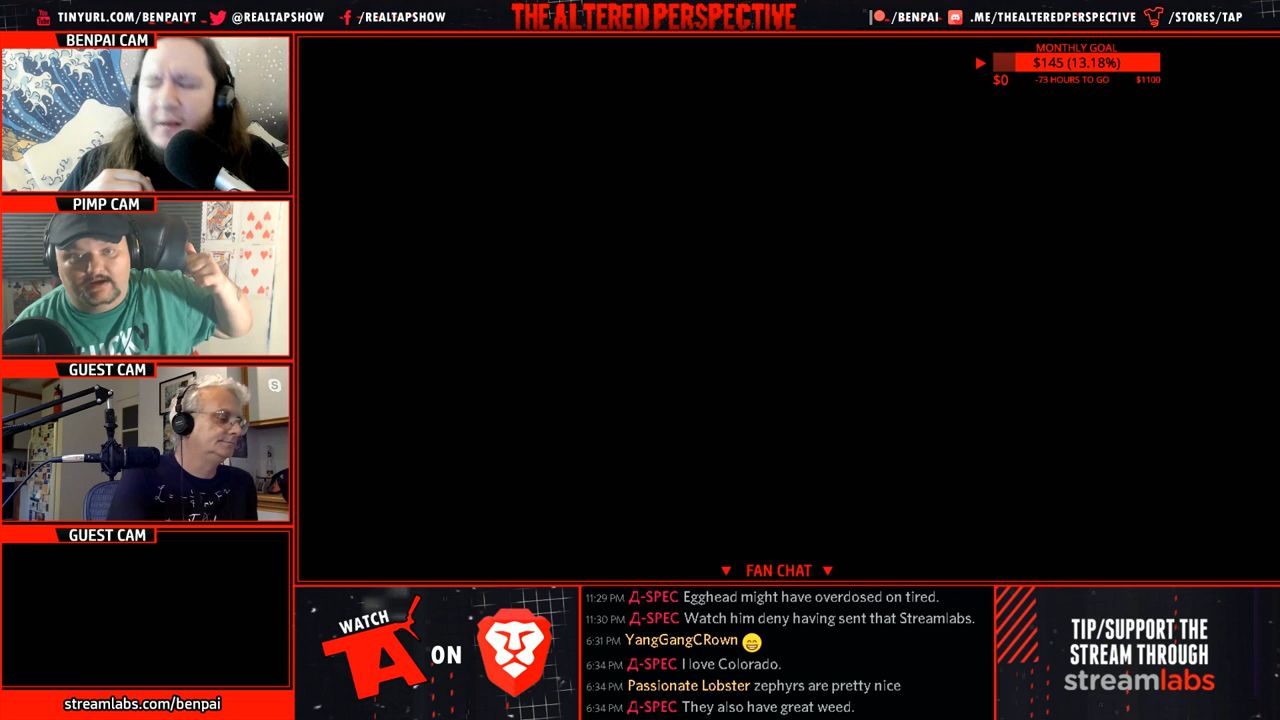 TINYURL.COM/BENPAIYT @REALTAPSHOW /REALTAPSHOW
THE ALTERED PERSPECTIVE
/BENPAI .ME/THEALTEREDPERSPECTIVE /STORES/TAP
BENPAI CAM
MONTHLY GOAL
$145 (13.18%)
$0 -73 HOURS TO GO $1100
PIMP CAM
GUEST CAM
GUEST CAM
streamlabs.com/benpai
FAN CHAT
WATCH
TA ON
11:29 PM Д-SPEC Egghead might have overdosed on tired.
11:30 PM Д-SPEC Watch him deny having sent that Streamlabs.
6:31 PM YangGangCRown 😁
6:34 PM Д-SPEC I love Colorado.
6:34 PM Passionate Lobster zephyrs are pretty nice
6:34 PM Д-SPEC They also have great weed.
TIP/SUPPORT THE
STREAM THROUGH
streamlabs